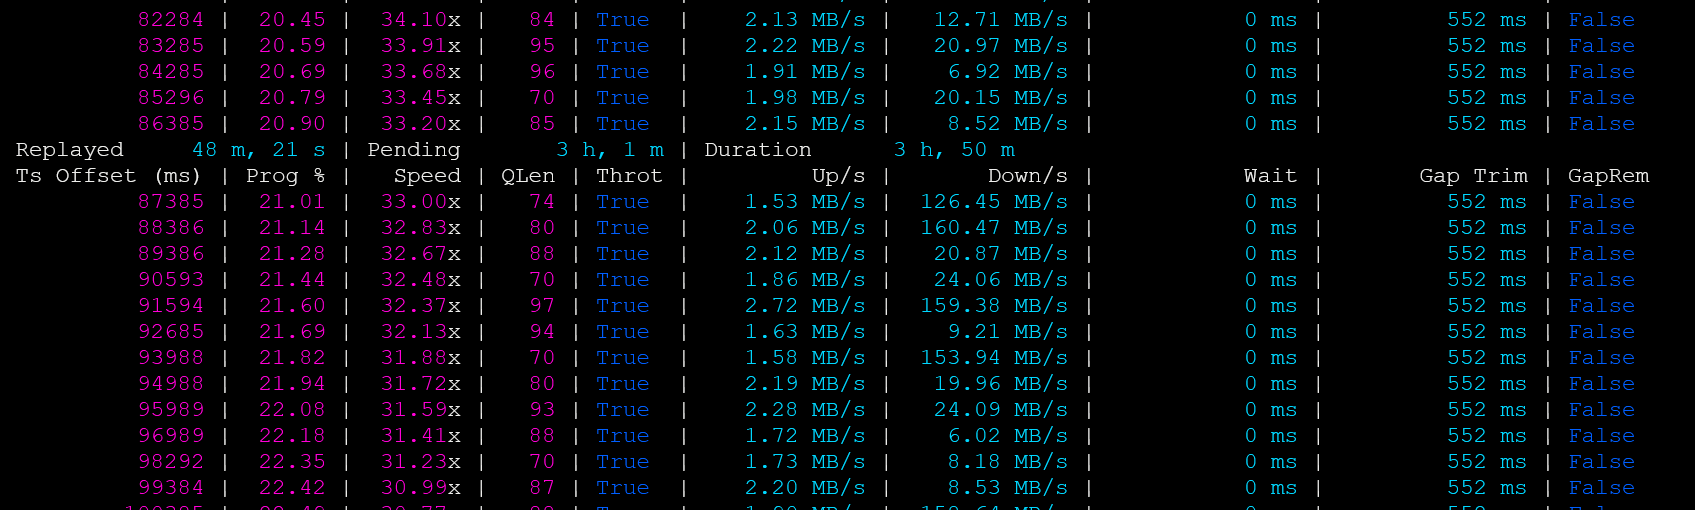 82284 | 20.45 | 34.10x | 84 | True | 2.13 MB/s | 12.71 MB/s | 0 ms | 552 ms | False
83285 | 20.59 | 33.91x | 95 | True | 2.22 MB/s | 20.97 MB/s | 0 ms | 552 ms | False
84285 | 20.69 | 33.68x | 96 | True | 1.91 MB/s | 6.92 MB/s | 0 ms | 552 ms | False
85296 | 20.79 | 33.45x | 70 | True | 1.98 MB/s | 20.15 MB/s | 0 ms | 552 ms | False
86385 | 20.90 | 33.20x | 85 | True | 2.15 MB/s | 8.52 MB/s | 0 ms | 552 ms | False
Replayed 48 m, 21 s | Pending 3 h, 1 m | Duration 3 h, 50 m
Ts Offset (ms) | Prog % | Speed | QLen | Throt | Up/s | Down/s | Wait | Gap Trim | GapRem
87385 | 21.01 | 33.00x | 74 | True | 1.53 MB/s | 126.45 MB/s | 0 ms | 552 ms | False
88386 | 21.14 | 32.83x | 80 | True | 2.06 MB/s | 160.47 MB/s | 0 ms | 552 ms | False
89386 | 21.28 | 32.67x | 88 | True | 2.12 MB/s | 20.87 MB/s | 0 ms | 552 ms | False
90593 | 21.44 | 32.48x | 70 | True | 1.86 MB/s | 24.06 MB/s | 0 ms | 552 ms | False
91594 | 21.60 | 32.37x | 97 | True | 2.72 MB/s | 159.38 MB/s | 0 ms | 552 ms | False
92685 | 21.69 | 32.13x | 94 | True | 1.63 MB/s | 9.21 MB/s | 0 ms | 552 ms | False
93988 | 21.82 | 31.88x | 70 | True | 1.58 MB/s | 153.94 MB/s | 0 ms | 552 ms | False
94988 | 21.94 | 31.72x | 80 | True | 2.19 MB/s | 19.96 MB/s | 0 ms | 552 ms | False
95989 | 22.08 | 31.59x | 93 | True | 2.28 MB/s | 24.09 MB/s | 0 ms | 552 ms | False
96989 | 22.18 | 31.41x | 88 | True | 1.72 MB/s | 6.02 MB/s | 0 ms | 552 ms | False
98292 | 22.35 | 31.23x | 70 | True | 1.73 MB/s | 8.18 MB/s | 0 ms | 552 ms | False
99384 | 22.42 | 30.99x | 87 | True | 2.20 MB/s | 8.53 MB/s | 0 ms | 552 ms | False